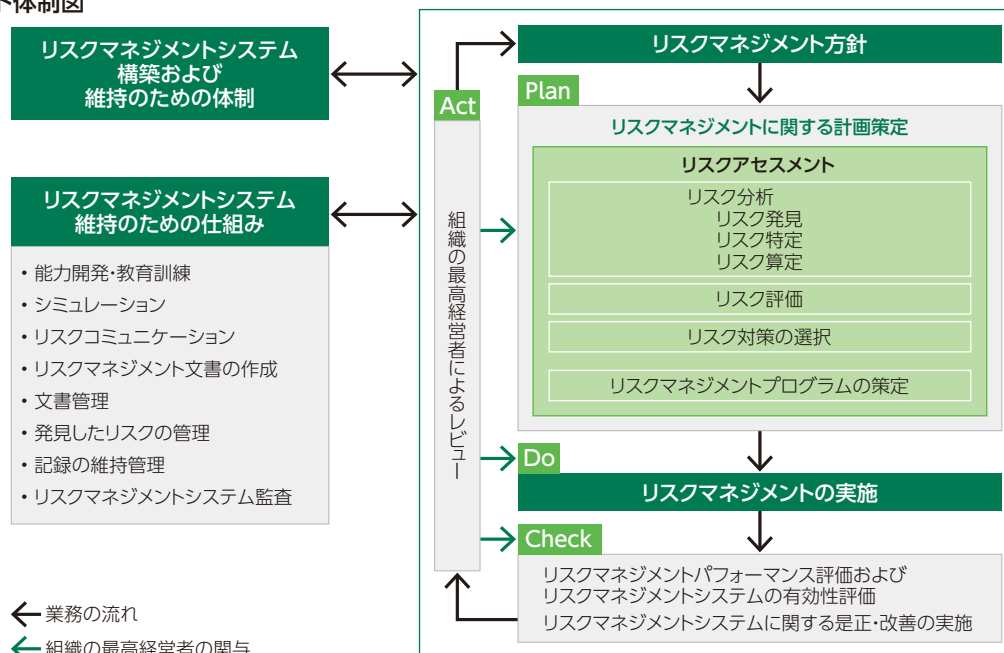 ト体制図
リスクマネジメントシステム
構築および
維持のための体制
リスクマネジメントシステム
維持のための仕組み
・能力開発・教育訓練
・シミュレーション
・リスクコミュニケーション
・リスクマネジメント文書の作成
・文書管理
・発見したリスクの管理
・記録の維持管理
・リスクマネジメントシステム監査
業務の流れ
組織の最高経営者の関与
Act
組織の最高経営者によるレビュー
リスクマネジメント方針
Plan
リスクマネジメントに関する計画策定
リスクアセスメント
リスク分析
リスク発見
リスク特定
リスク算定
リスク評価
リスク対策の選択
リスクマネジメントプログラムの策定
Do
リスクマネジメントの実施
Check
リスクマネジメントパフォーマンス評価および
リスクマネジメントシステムの有効性評価
リスクマネジメントシステムに関する是正・改善の実施